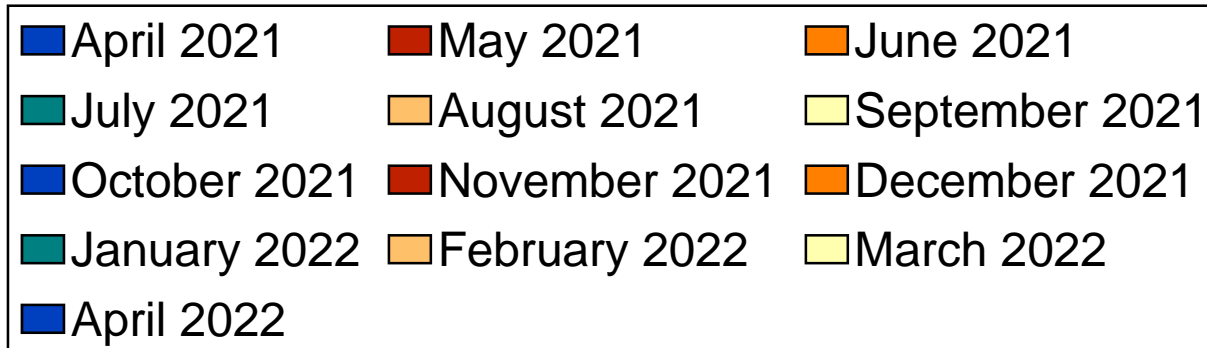 April 2021 May 2021 June 2021
July 2021 August 2021 September 2021
October 2021 November 2021 December 2021
January 2022 February 2022 March 2022
April 2022